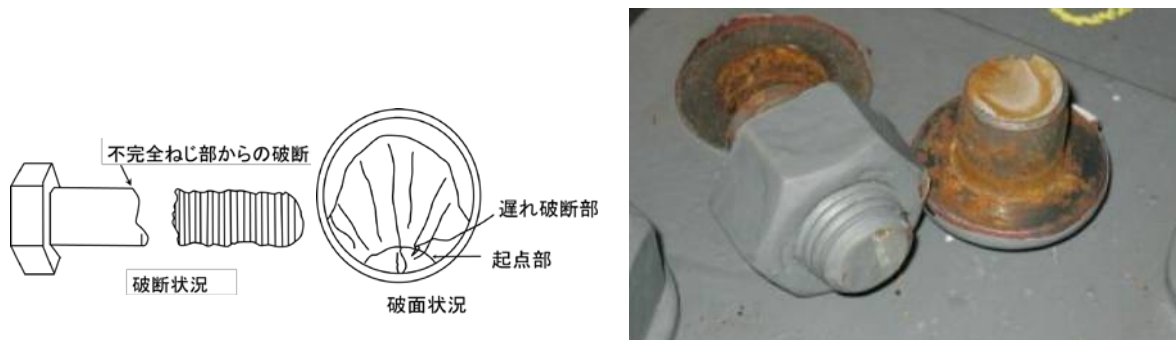 不完全ねじ部からの破断
遅れ破断部
起点部
破断状況
破面状況